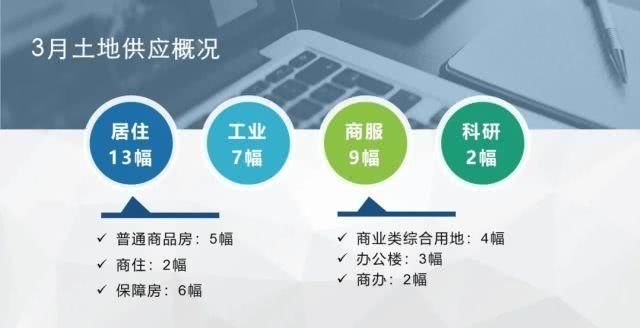 3月土地供应概况
居住
13幅
工业
7幅
商服
9幅
科研
2幅
✓ 普通商品房：5幅
✓ 商住：2幅
✓ 保障房：6幅
✓ 商业类综合用地：4幅
✓ 办公楼：3幅
✓ 商办：2幅